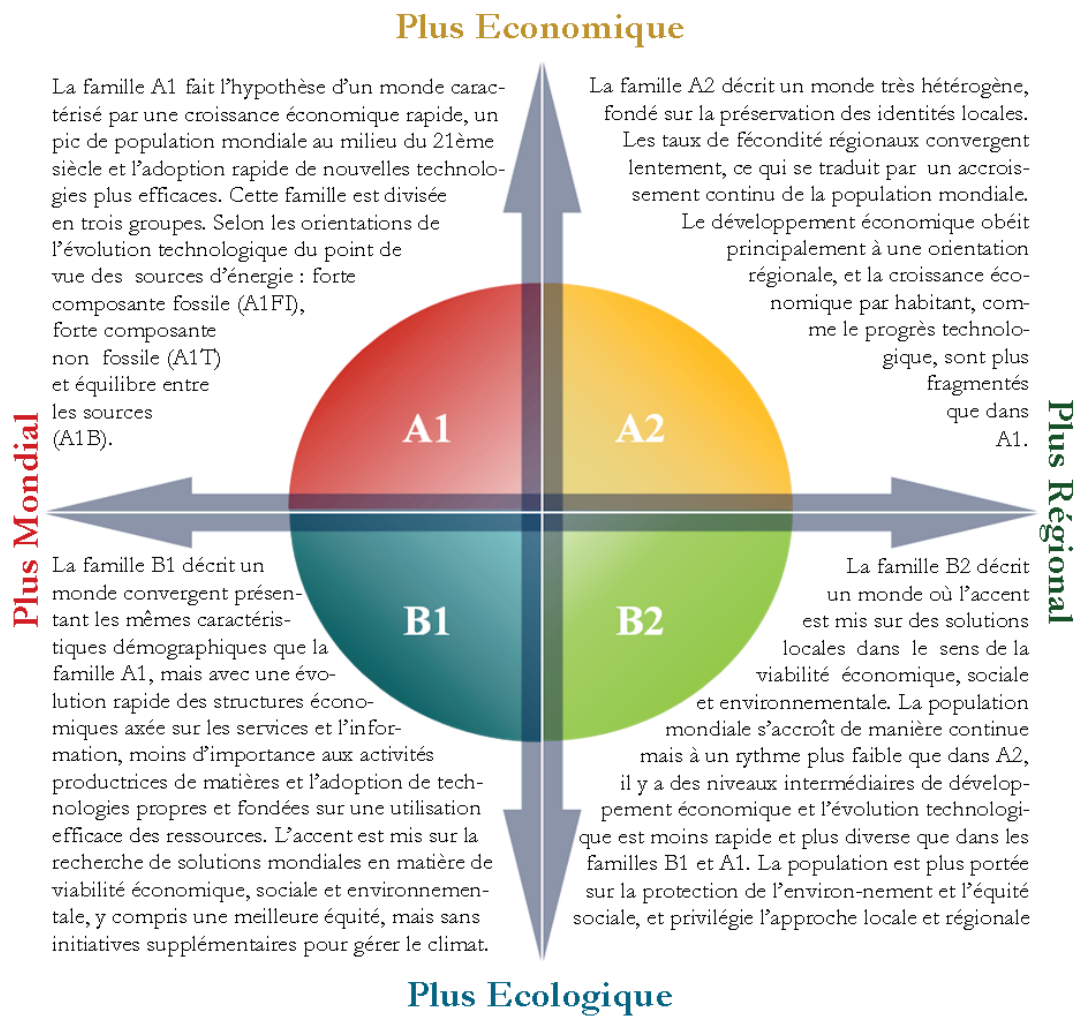 Plus Economique
La famille A1 fait l'hypothèse d'un monde carac-
térisé par une croissance économique rapide, un
pic de population mondiale au milieu du 21ème
siècle et l'adoption rapide de nouvelles technolo-
gies plus efficaces. Cette famille est divisée
en trois groupes. Selon les orientations de
l'évolution technologique du point de
vue des sources d'énergie : forte
composante fossile (A1FI),
forte composante
non fossile (A1T)
et équilibre entre
les sources
(A1B).
La famille A2 décrit un monde très hétérogène,
fondé sur la préservation des identités locales.
Les taux de fécondité régionaux convergent
lentement, ce qui se traduit par un accrois-
sement continu de la population mondiale.
Le développement économique obéit
principalement à une orientation
régionale, et la croissance éco-
nomique par habitant, com-
me le progrès technolo-
gique, sont plus
fragmentés
que dans
A1.
A1
A2
Plus Mondial
Plus Régional
B1
B2
La famille B1 décrit un
monde convergent présen-
tant les mêmes caractéris-
tiques démographiques que la
famille A1, mais avec une évo-
lution rapide des structures écono-
miques axée sur les services et l'infor-
mation, moins d'importance aux activités
productrices de matières et l'adoption de tech-
nologies propres et fondées sur une utilisation
efficace des ressources. L'accent est mis sur la
recherche de solutions mondiales en matière de
viabilité économique, sociale et environnemen-
tale, y compris une meilleure équité, mais sans
initiatives supplémentaires pour gérer le climat.
La famille B2 décrit
un monde où l'accent
est mis sur des solutions
locales dans le sens de la
viabilité économique, sociale
et environnementale. La population
mondiale s'accroît de manière continue
mais à un rythme plus faible que dans A2,
il y a des niveaux intermédiaires de dévelop-
pement économique et l'évolution technologi-
que est moins rapide et plus diverse que dans les
familles B1 et A1. La population est plus portée
sur la protection de l'environ-nement et l'équité
sociale, et privilégie l'approche locale et régionale
Plus Ecologique